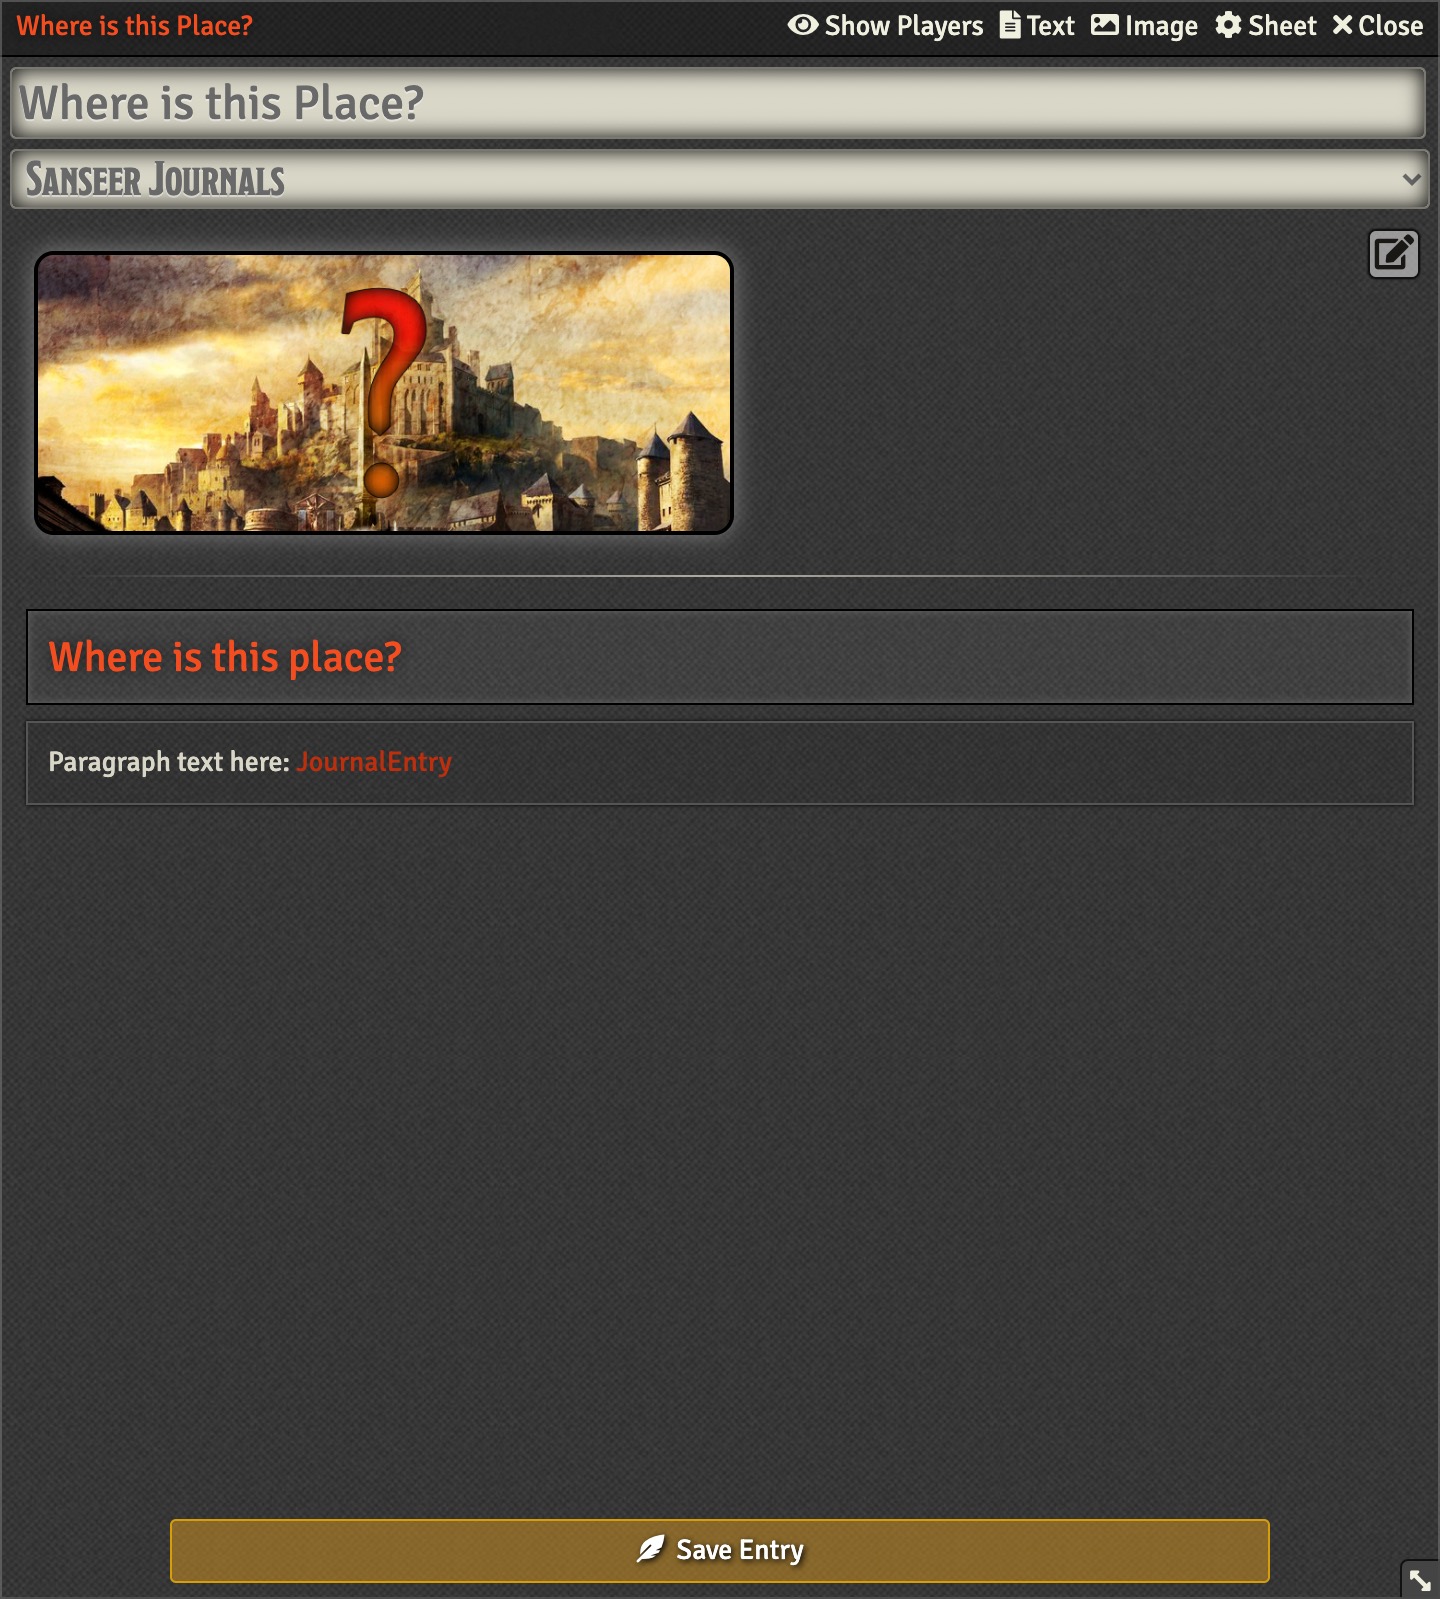 Where is this Place? Show Players Text Image Sheet Close
Where is this Place?
Sanseer Journals
?
Where is this place?
Paragraph text here: JournalEntry
Save Entry